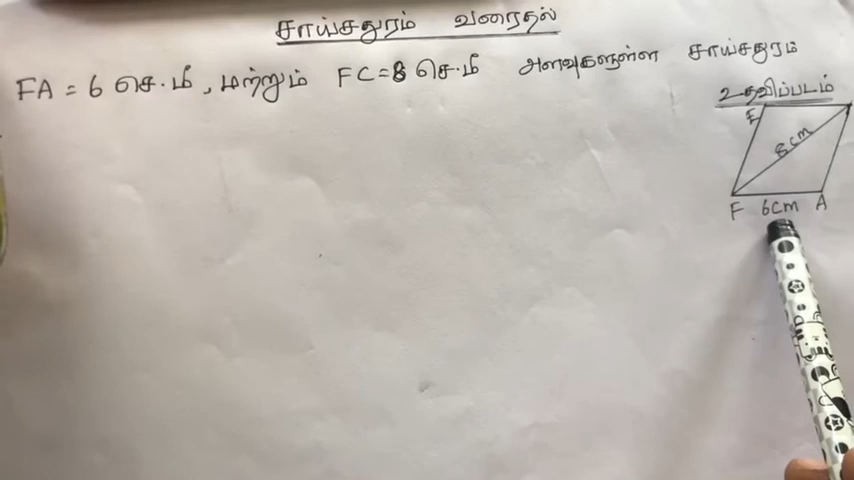 சாய்சதுரம் வரைதல்
FA = 6 செ.மீ, மற்றும் FC=8 செ.மீ அளவுகளுள்ள சாய்சதுரம்
உதவிப்படம்
E
8cm
F 6cm A